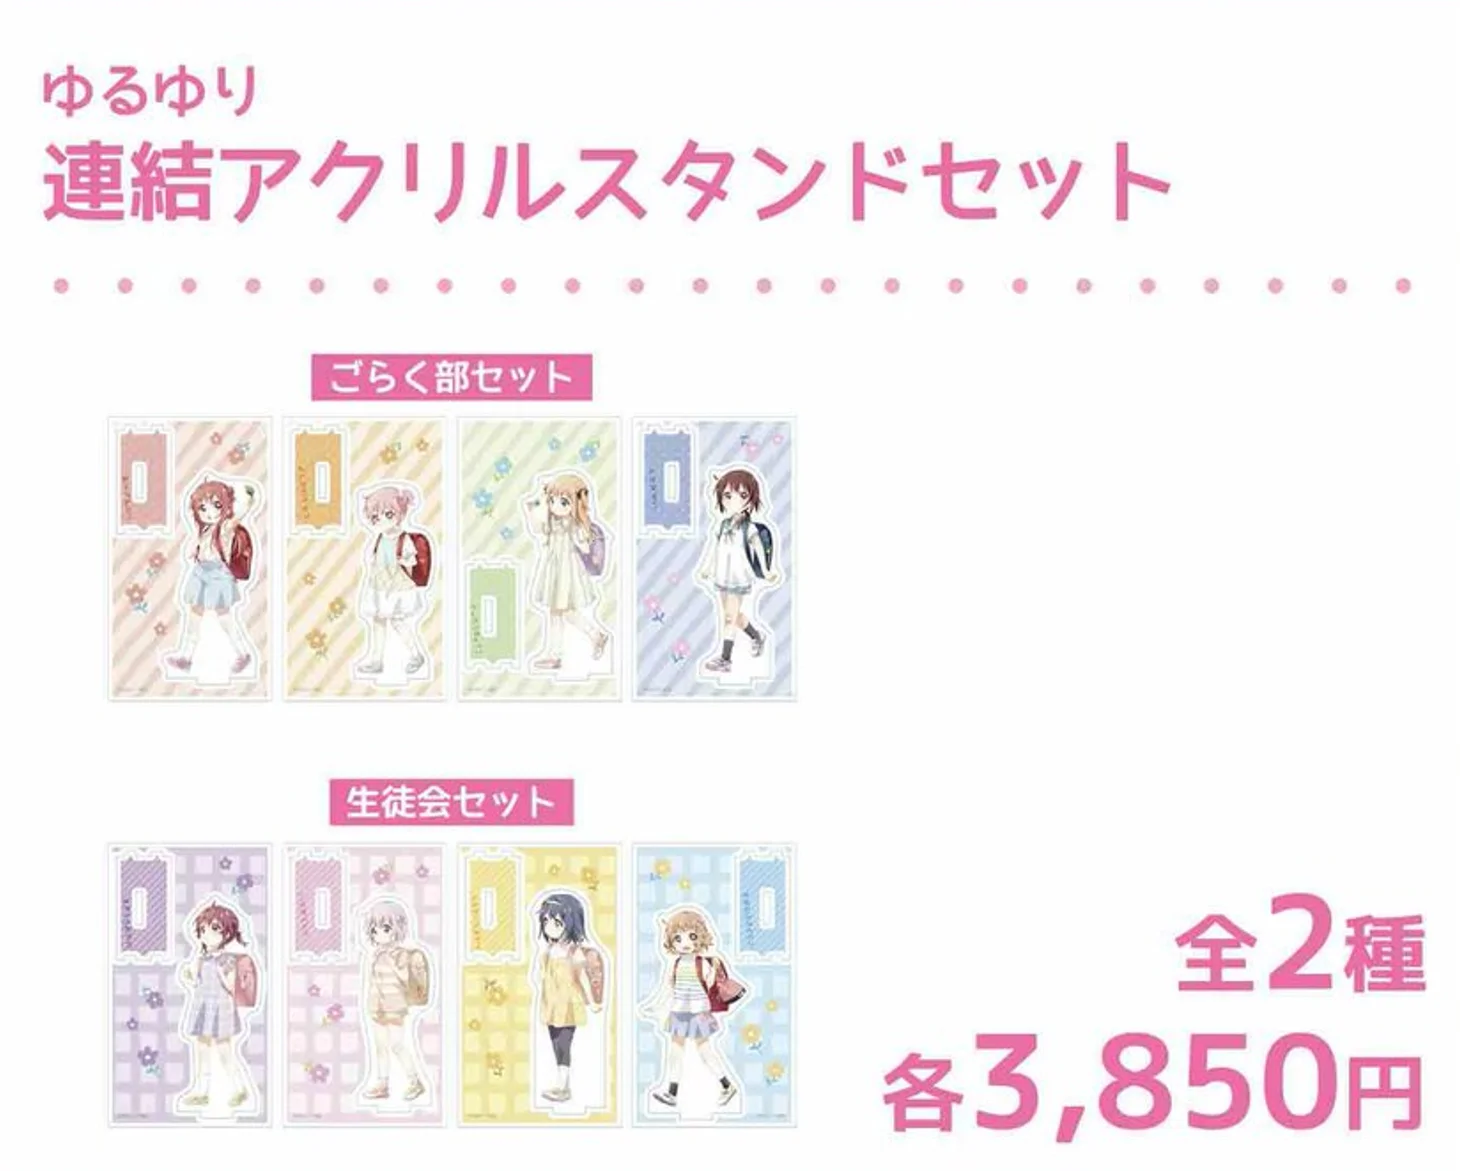 ゆるゆり
連結アクリルスタンドセット
ごらく部セット
生徒会セット
全2種
各3,850円